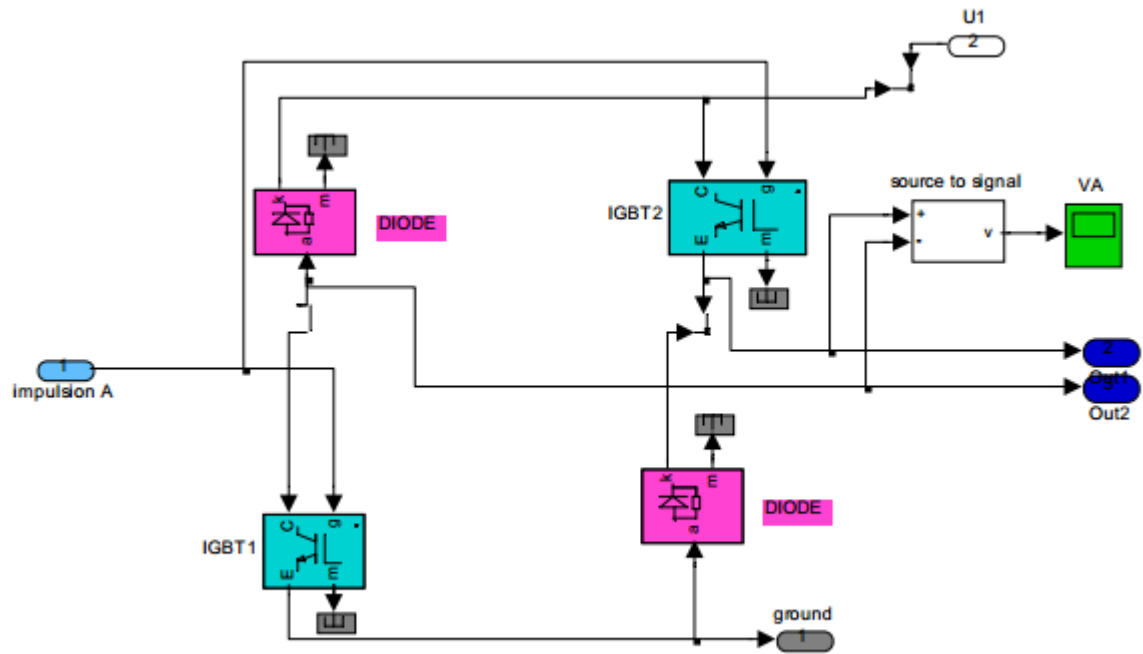 U1
2
k
m
a
DIODE
C
g
E
m
IGBT2
source to signal
+
-
v
VA
1
impulsion A
2
Out1
Out2
k
m
a
DIODE
C
g
E
m
IGBT1
ground
1